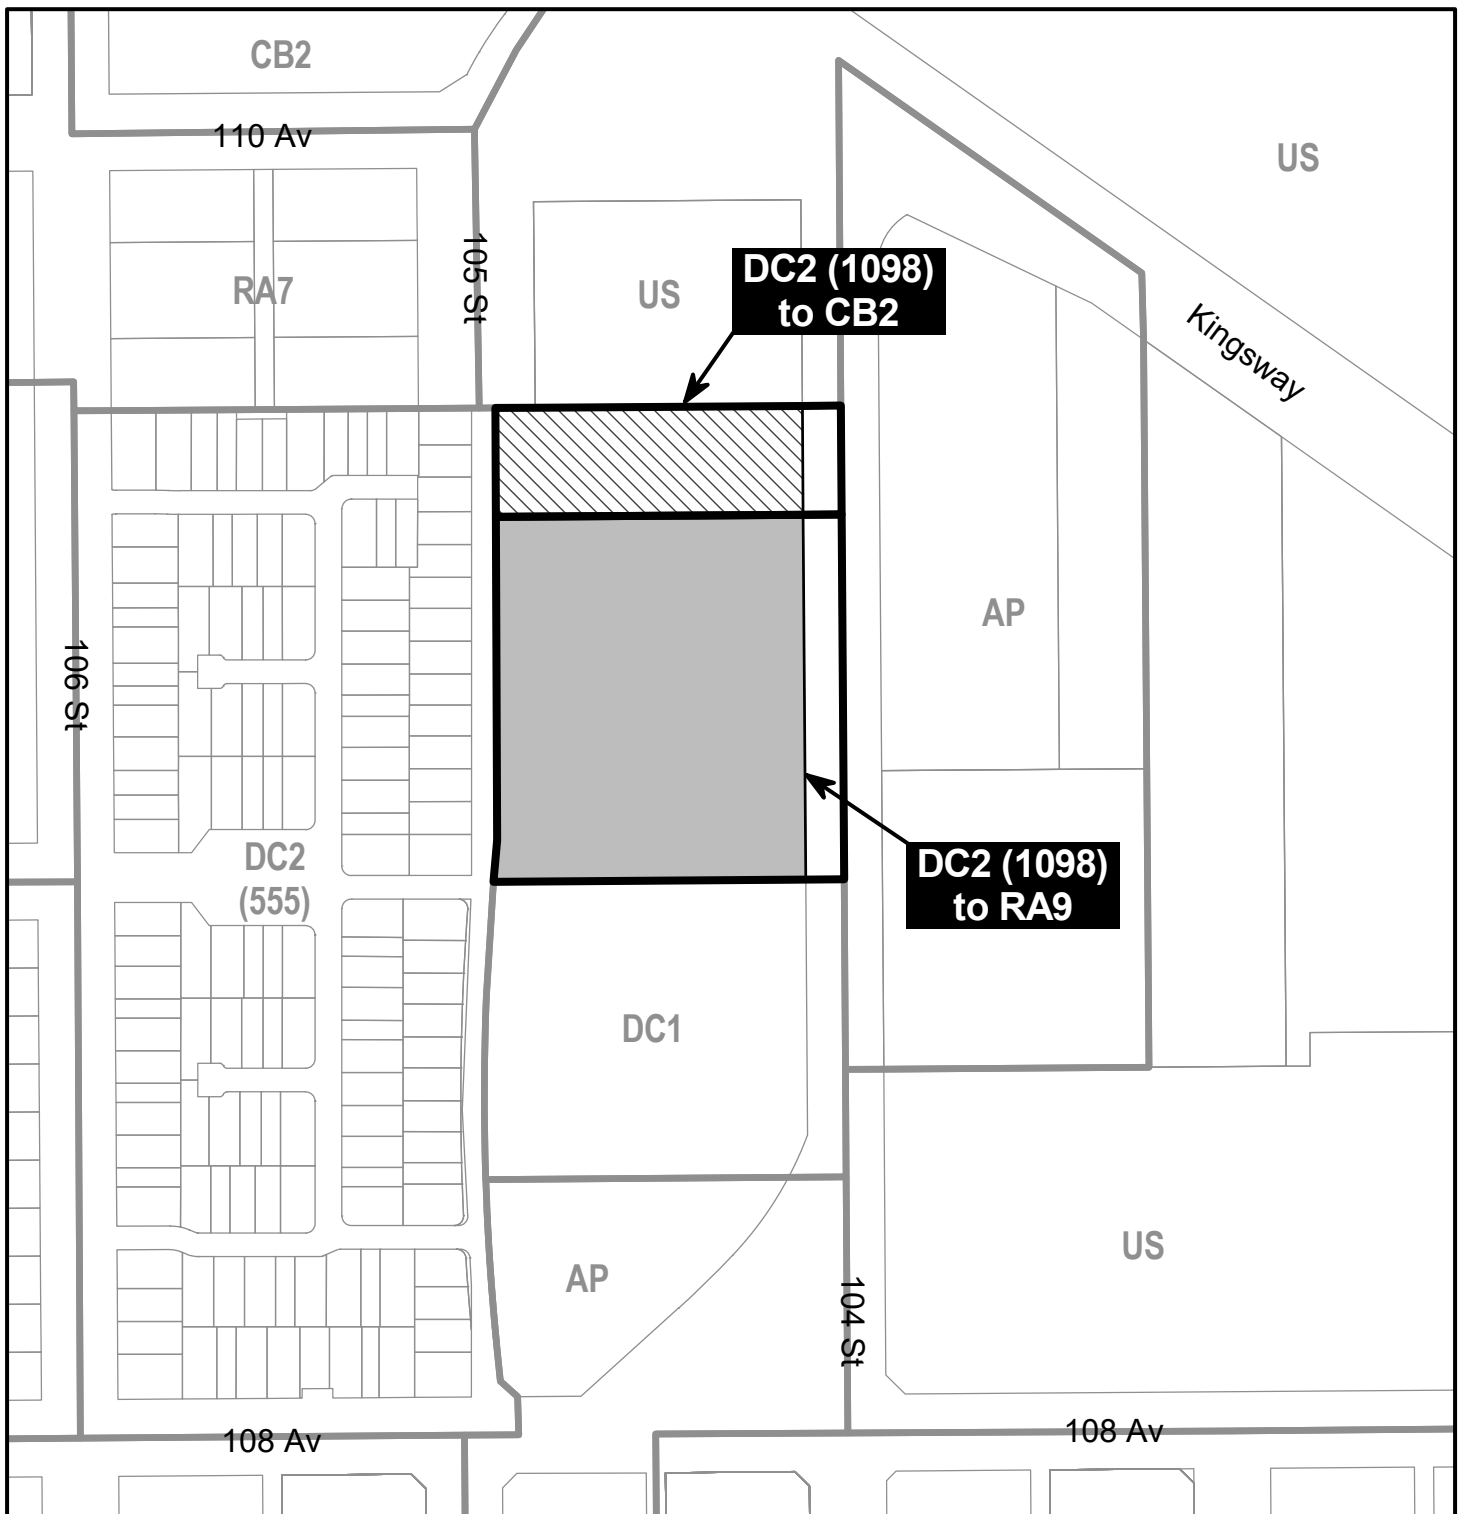 CB2
110 Av
US
105 St
RA7
US
DC2 (1098)
to CB2
Kingsway
AP
106 St
DC2
(555)
DC2 (1098)
to RA9
DC1
US
AP
104 St
108 Av
108 Av